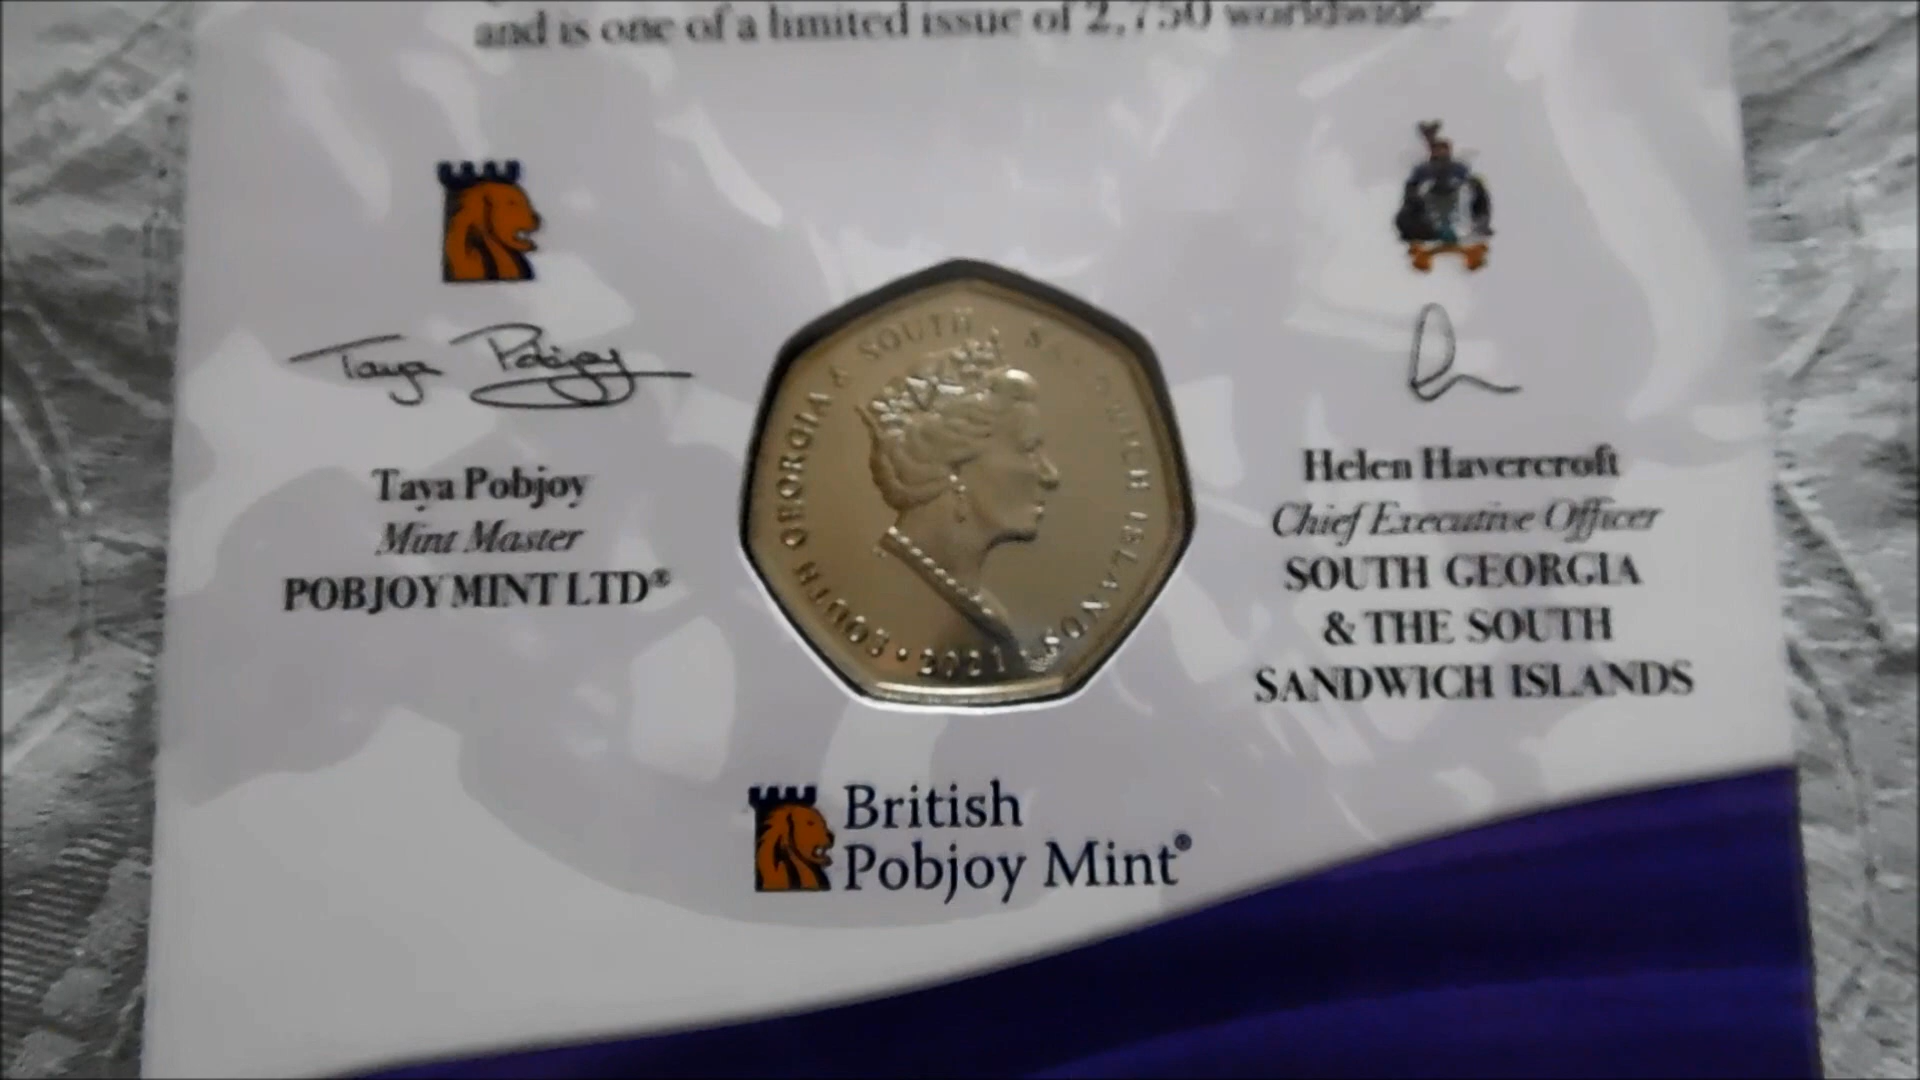 and is one of a limited issue of 2,750 worldwide.
Taya Pobjoy
Taya Pobjoy
Mint Master
POBJOY MINT LTD®
SOUTH GEORGIA & SOUTH SANDWICH ISLANDS
• 2021
Helen Havercroft
Chief Executive Officer
SOUTH GEORGIA
& THE SOUTH
SANDWICH ISLANDS
British
Pobjoy Mint®